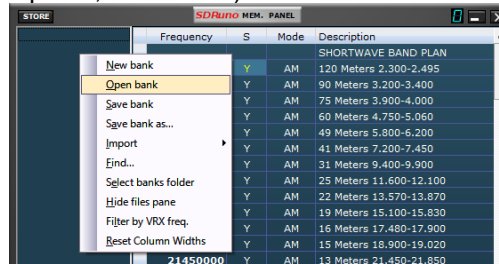 STORE SDRuno MEM. PANEL 0
Frequency S Mode Description
SHORTWAVE BAND PLAN
New bank
Y AM 120 Meters 2.300-2.495
Open bank
Y AM 90 Meters 3.200-3.400
Save bank
Y AM 75 Meters 3.900-4.000
Save bank as...
Y AM 60 Meters 4.750-5.060
Y AM 49 Meters 5.800-6.200
Import
Y AM 41 Meters 7.200-7.450
Find...
Y AM 31 Meters 9.400-9.900
Select banks folder
Y AM 25 Meters 11.600-12.100
Hide files pane
Y AM 22 Meters 13.570-13.870
Filter by VRX freq.
Y AM 19 Meters 15.100-15.830
Y AM 16 Meters 17.480-17.900
Reset Column Widths
Y AM 15 Meters 18.900-19.020
21450000 Y AM 13 Meters 21.450-21.850